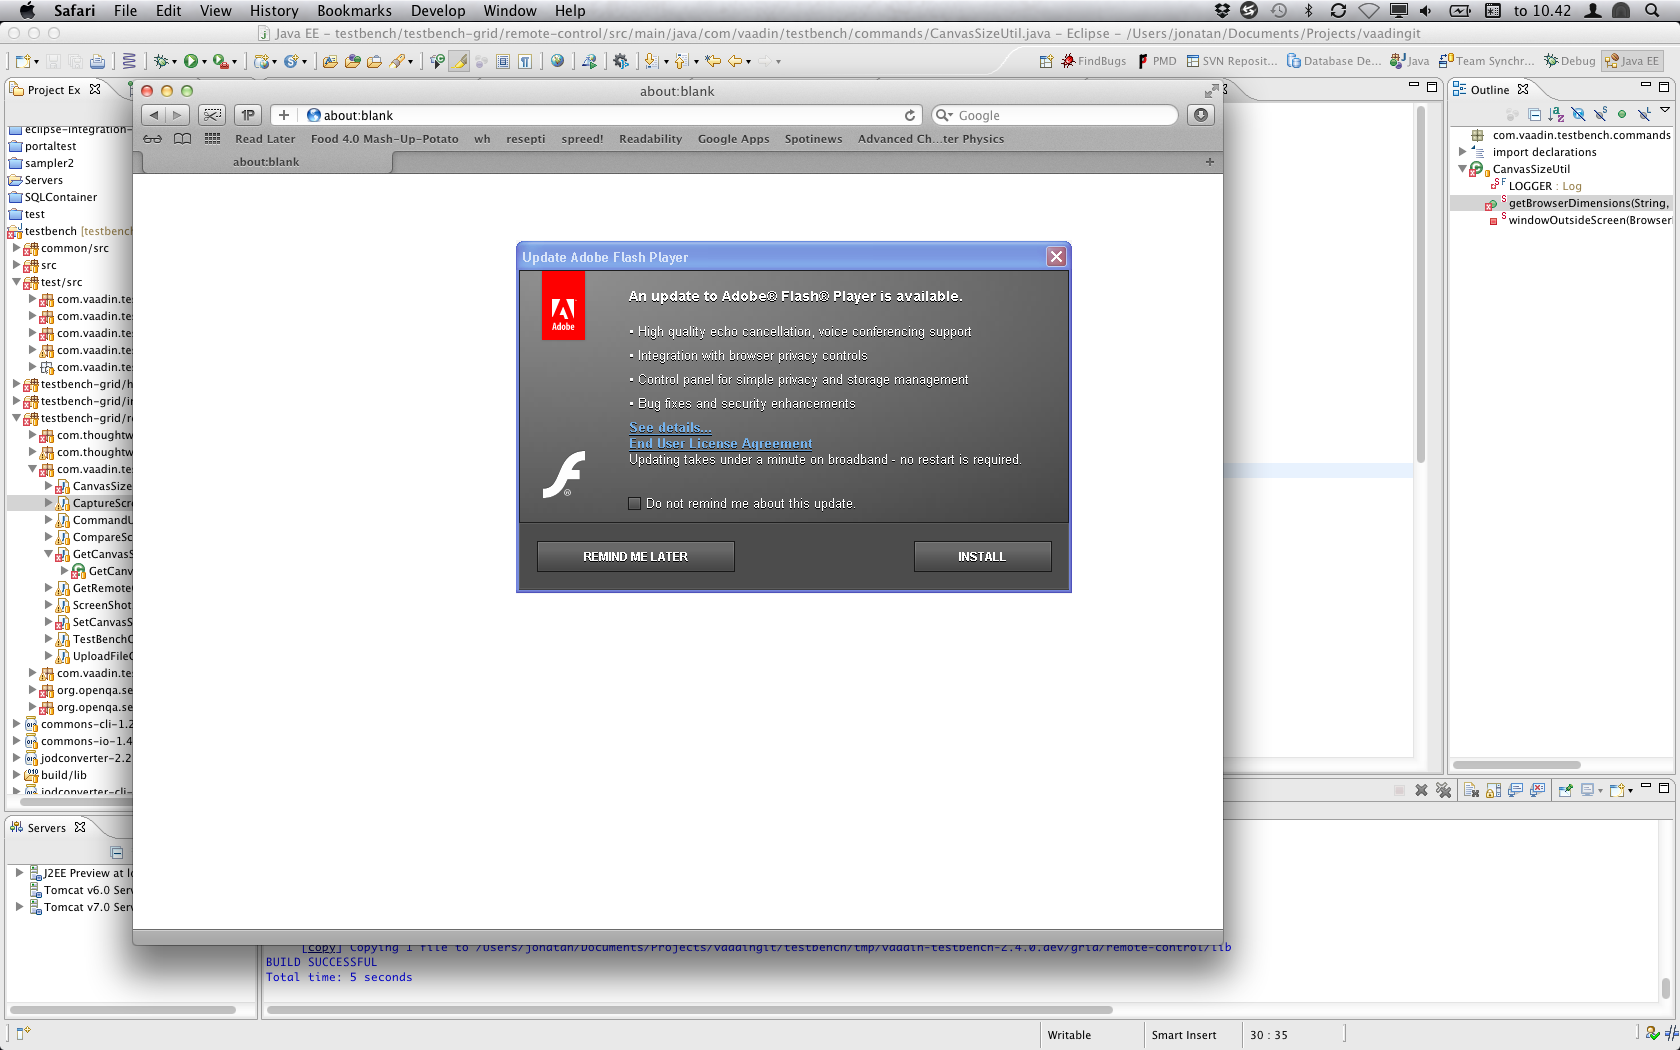 Safari File Edit View History Bookmarks Develop Window Help
to 10.42
Java EE – testbench/testbench-grid/remote-control/src/main/java/com/vaadin/testbench/commands/CanvasSizeUtil.java – Eclipse – /Users/jonatan/Documents/Projects/vaadingit
FindBugs PMD SVN Reposit... Database De... Java Team Synchr... Debug Java EE
Project Ex
eclipse-integration-
portaltest
sampler2
Servers
SQLContainer
test
testbench [testbench
common/src
src
test/src
com.vaadin.te
com.vaadin.te
com.vaadin.te
com.vaadin.te
com.vaadin.te
testbench-grid/h
testbench-grid/ir
testbench-grid/re
com.thoughtw
com.thoughtw
com.vaadin.te
CanvasSize
CaptureScr
CommandU
CompareSc
GetCanvasS
GetCanv
GetRemote
ScreenShot
SetCanvasS
TestBenchC
UploadFileC
com.vaadin.te
org.openqa.se
org.openqa.se
commons-cli-1.2
commons-io-1.4
jodconverter-2.2
build/lib
jodconverter-cli-
about:blank
1P
about:blank
Google
Read Later Food 4.0 Mash-Up-Potato wh resepti spreed! Readability Google Apps Spotinews Advanced Ch...ter Physics
about:blank
Update Adobe Flash Player
Adobe
An update to Adobe® Flash® Player is available.
• High quality echo cancellation, voice conferencing support
• Integration with browser privacy controls
• Control panel for simple privacy and storage management
• Bug fixes and security enhancements
See details...
End User License Agreement
Updating takes under a minute on broadband - no restart is required.
Do not remind me about this update.
REMIND ME LATER
INSTALL
Outline
com.vaadin.testbench.commands
import declarations
CanvasSizeUtil
LOGGER : Log
getBrowserDimensions(String,
windowOutsideScreen(Browser
Servers
J2EE Preview at lo
Tomcat v6.0 Serv
Tomcat v7.0 Serv
[copy] Copying 1 file to /Users/jonatan/Documents/Projects/vaadingit/testbench/tmp/vaadin-testbench-2.4.0.dev/grid/remote-control/lib
BUILD SUCCESSFUL
Total time: 5 seconds
Writable
Smart Insert
30 : 35